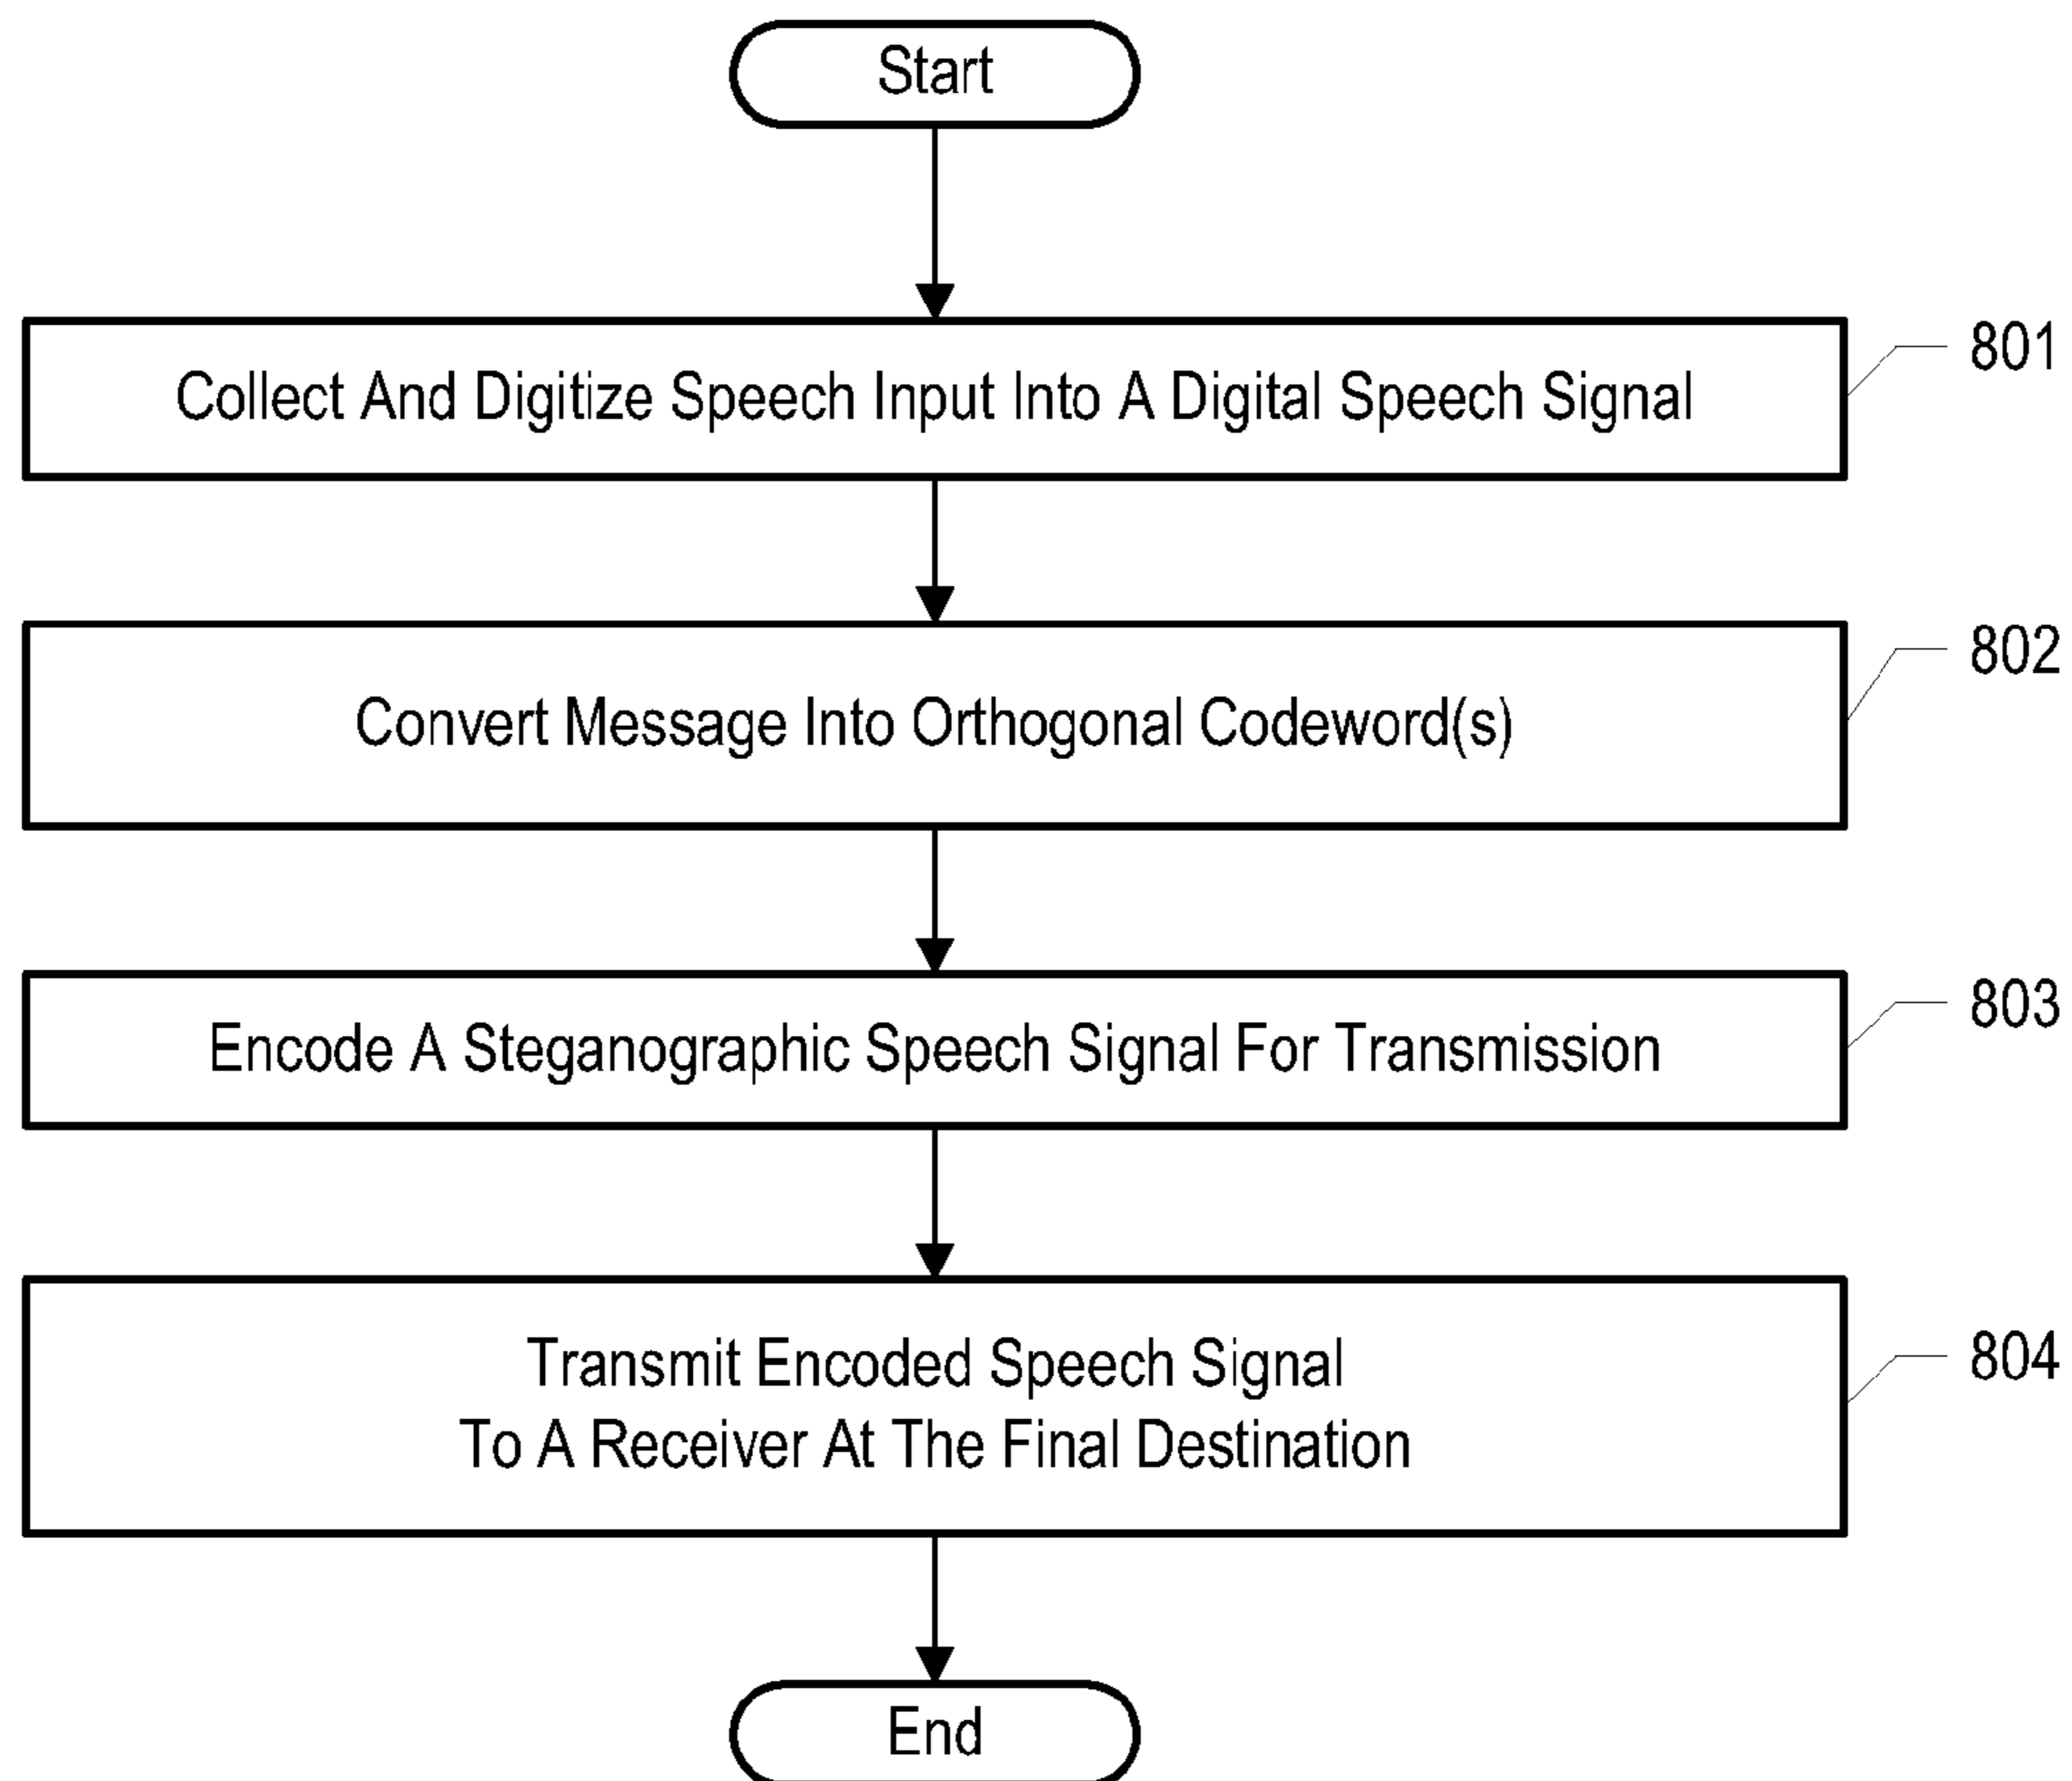 Start
Collect And Digitize Speech Input Into A Digital Speech Signal
801
Convert Message Into Orthogonal Codeword(s)
802
Encode A Steganographic Speech Signal For Transmission
803
Transmit Encoded Speech Signal
To A Receiver At The Final Destination
804
End